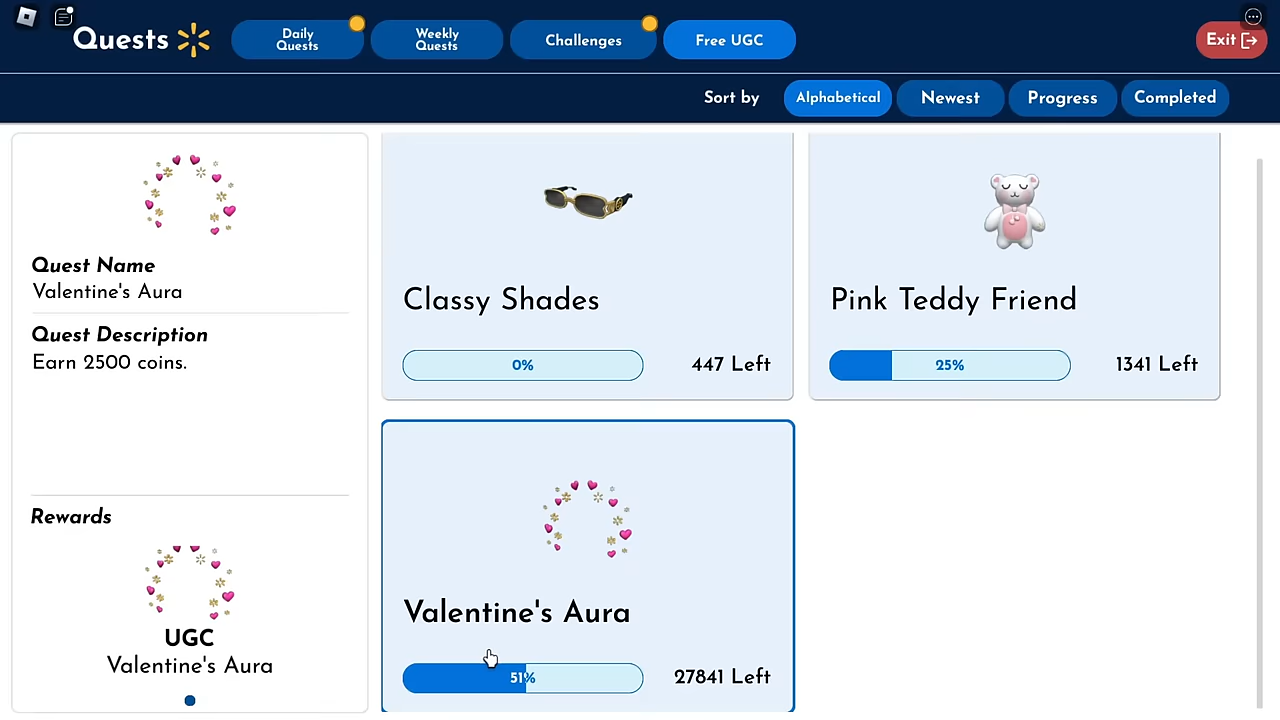 Quests
Daily
Quests
Weekly
Quests
Challenges
Free UGC
Exit
Sort by
Alphabetical
Newest
Progress
Completed
Quest Name
Valentine's Aura
Quest Description
Earn 2500 coins.
Rewards
UGC
Valentine's Aura
Classy Shades
0%
447 Left
Pink Teddy Friend
25%
1341 Left
Valentine's Aura
51%
27841 Left